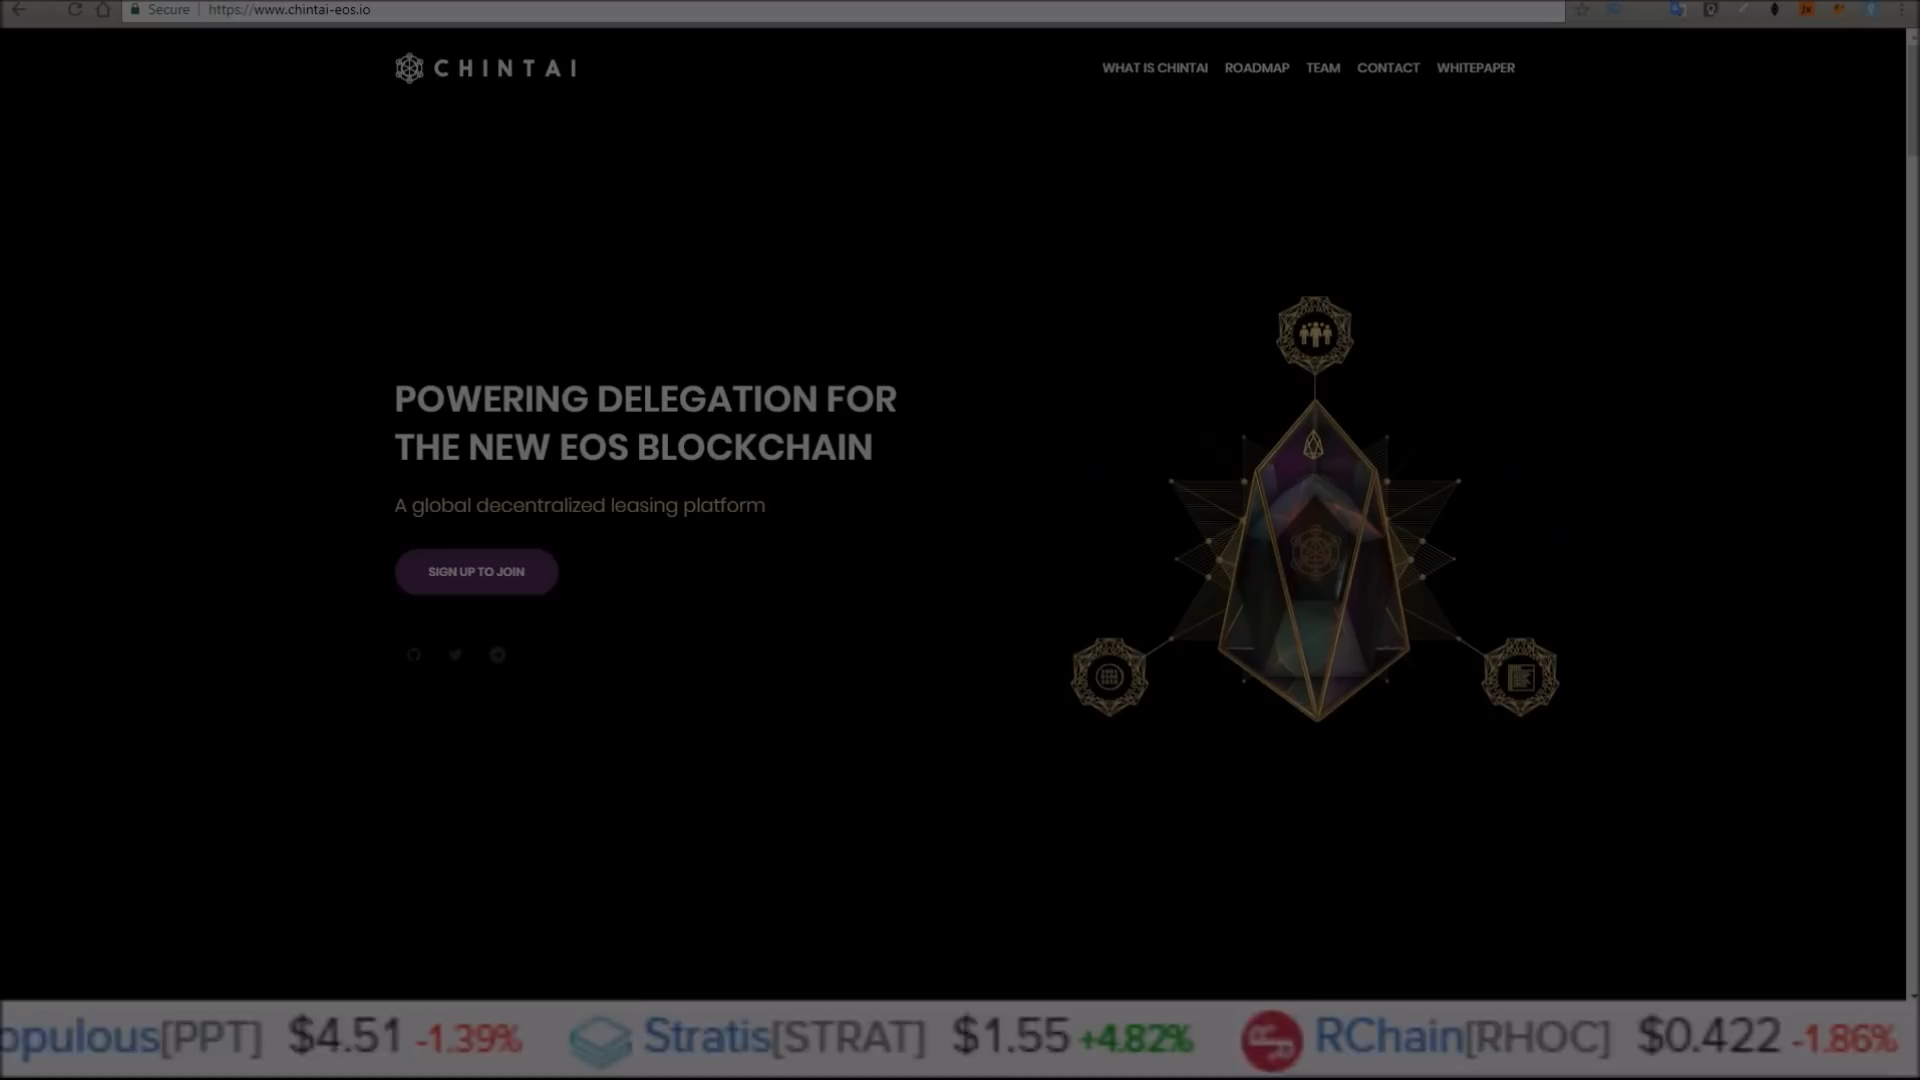 Secure https://www.chintai-eos.io
CHINTAI
WHAT IS CHINTAI ROADMAP TEAM CONTACT WHITEPAPER
POWERING DELEGATION FOR
THE NEW EOS BLOCKCHAIN
A global decentralized leasing platform
SIGN UP TO JOIN
opulous[PPT] $4.51 -1.39% Stratis[STRAT] $1.55 +4.82% RChain[RHOC] $0.422 -1.86%